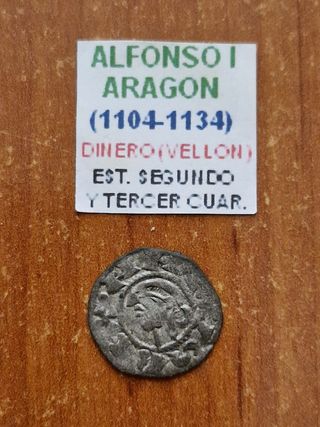 ALFONSO I
ARAGON
(1104-1134)
DINERO(VELLON)
EST. SEGUNDO
Y TERCER CUAR.